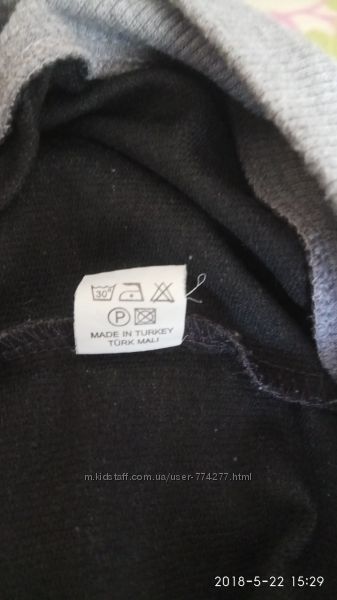 30°
P
MADE IN TURKEY
TÜRK MALI
m.kidstaff.com.ua/user-774277.html
2018-5-22 15:29